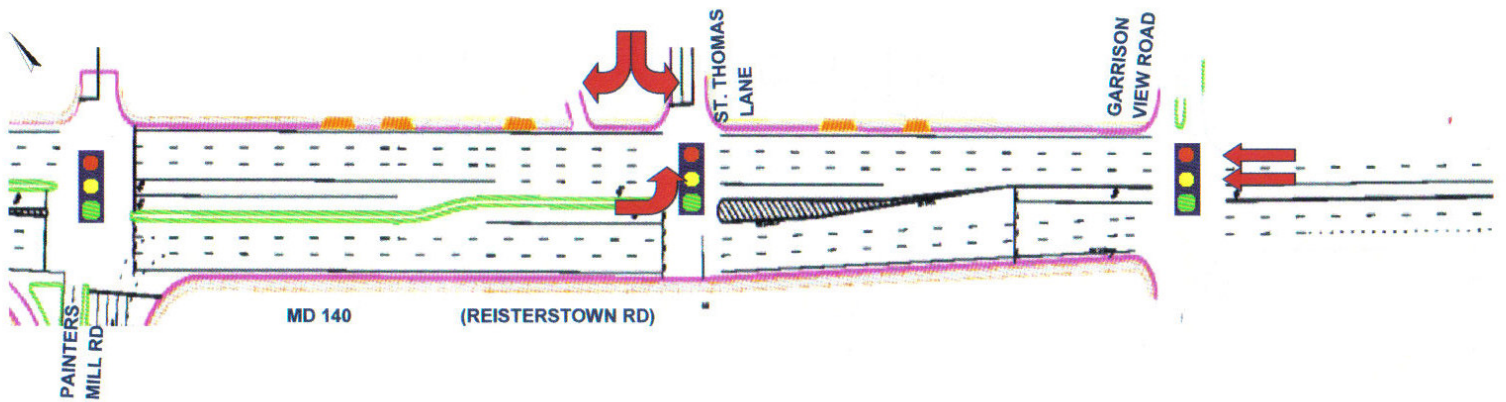 ST. THOMAS
LANE
GARRISON
VIEW ROAD
PAINTERS
MILL RD
MD 140
(REISTERSTOWN RD)